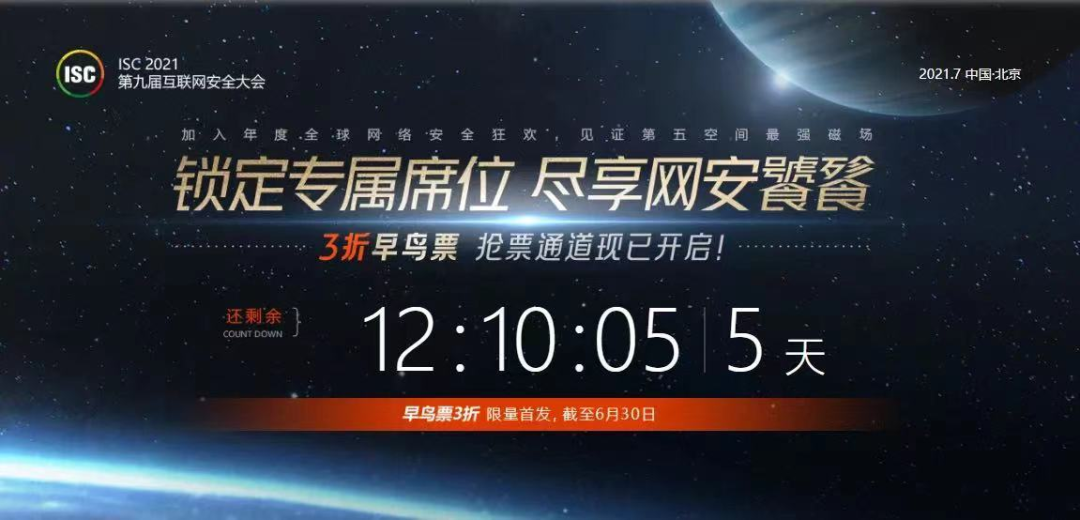 ISC
ISC 2021
第九届互联网安全大会
2021.7 中国·北京
加入年度全球网络安全狂欢，见证第五空间最强磁场
锁定专属席位 尽享网安饕餮
3折早鸟票 抢票通道现已开启!
还剩余
COUNT DOWN
12:10:05 5 天
早鸟票3折 限量首发，截至6月30日